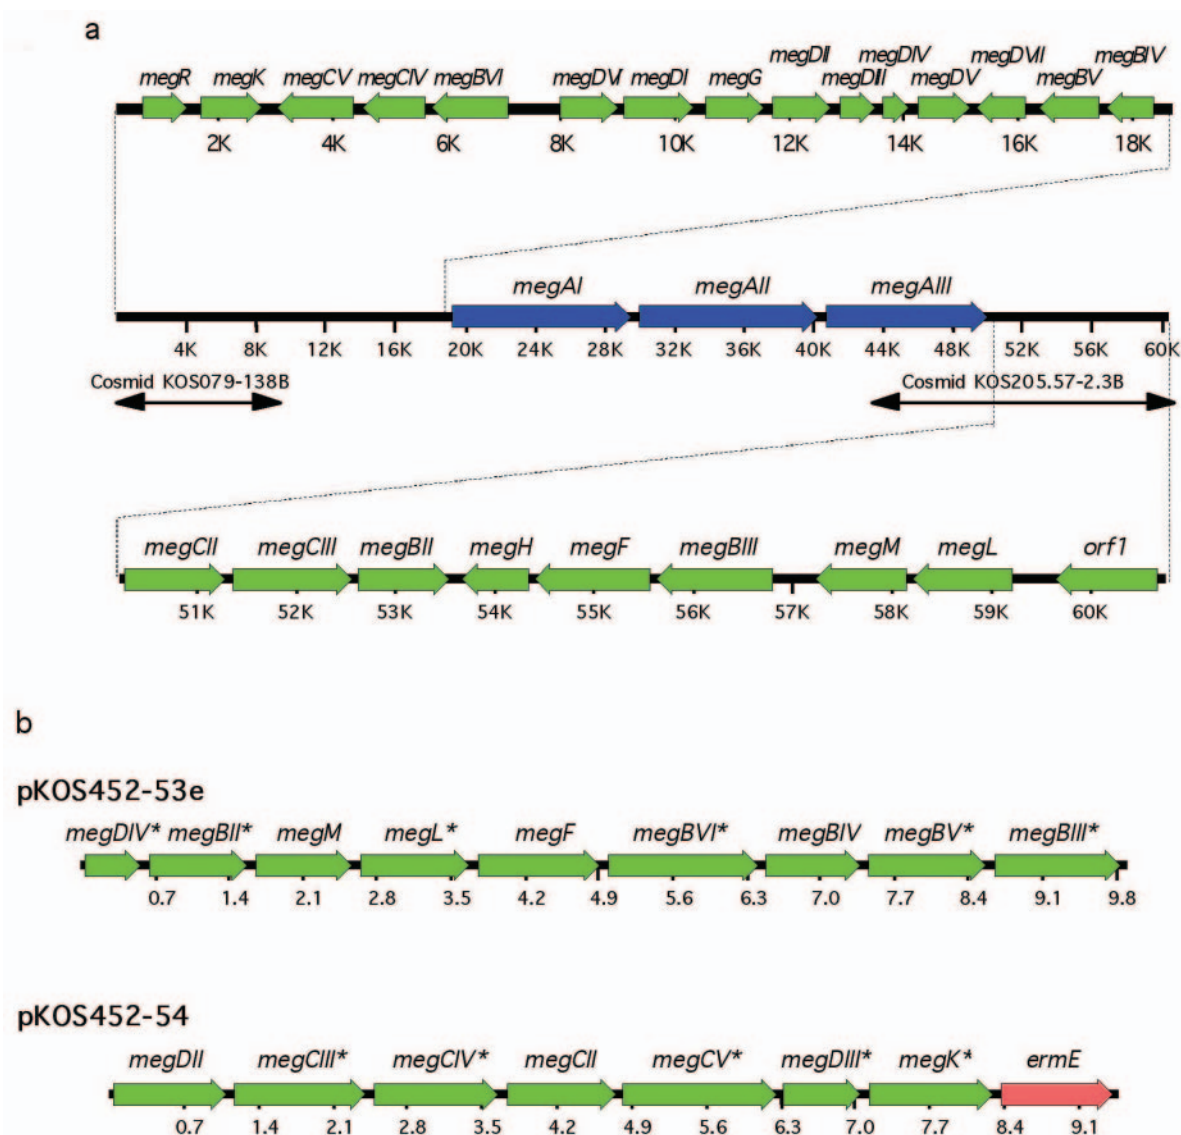 a
megDII megDIV megDVII megBIV
megR megK megCV megCIV megBVI megDVI megDI megG megDIII megDV megBV
2K 4K 6K 8K 10K 12K 14K 16K 18K
megAI megAII megAIII
4K 8K 12K 16K 20K 24K 28K 32K 36K 40K 44K 48K 52K 56K 60K
Cosmid KOS079-138B Cosmid KOS205.57-2.3B
megCII megCIII megBII megH megF megBIII megM megL orf1
51K 52K 53K 54K 55K 56K 57K 58K 59K 60K
b
pKOS452-53e
megDIV* megBII* megM megL* megF megBVI* megBIV megBV* megBIII*
0.7 1.4 2.1 2.8 3.5 4.2 4.9 5.6 6.3 7.0 7.7 8.4 9.1 9.8
pKOS452-54
megDII megCIII* megCIV* megCII megCV* megDIII* megK* ermE
0.7 1.4 2.1 2.8 3.5 4.2 4.9 5.6 6.3 7.0 7.7 8.4 9.1